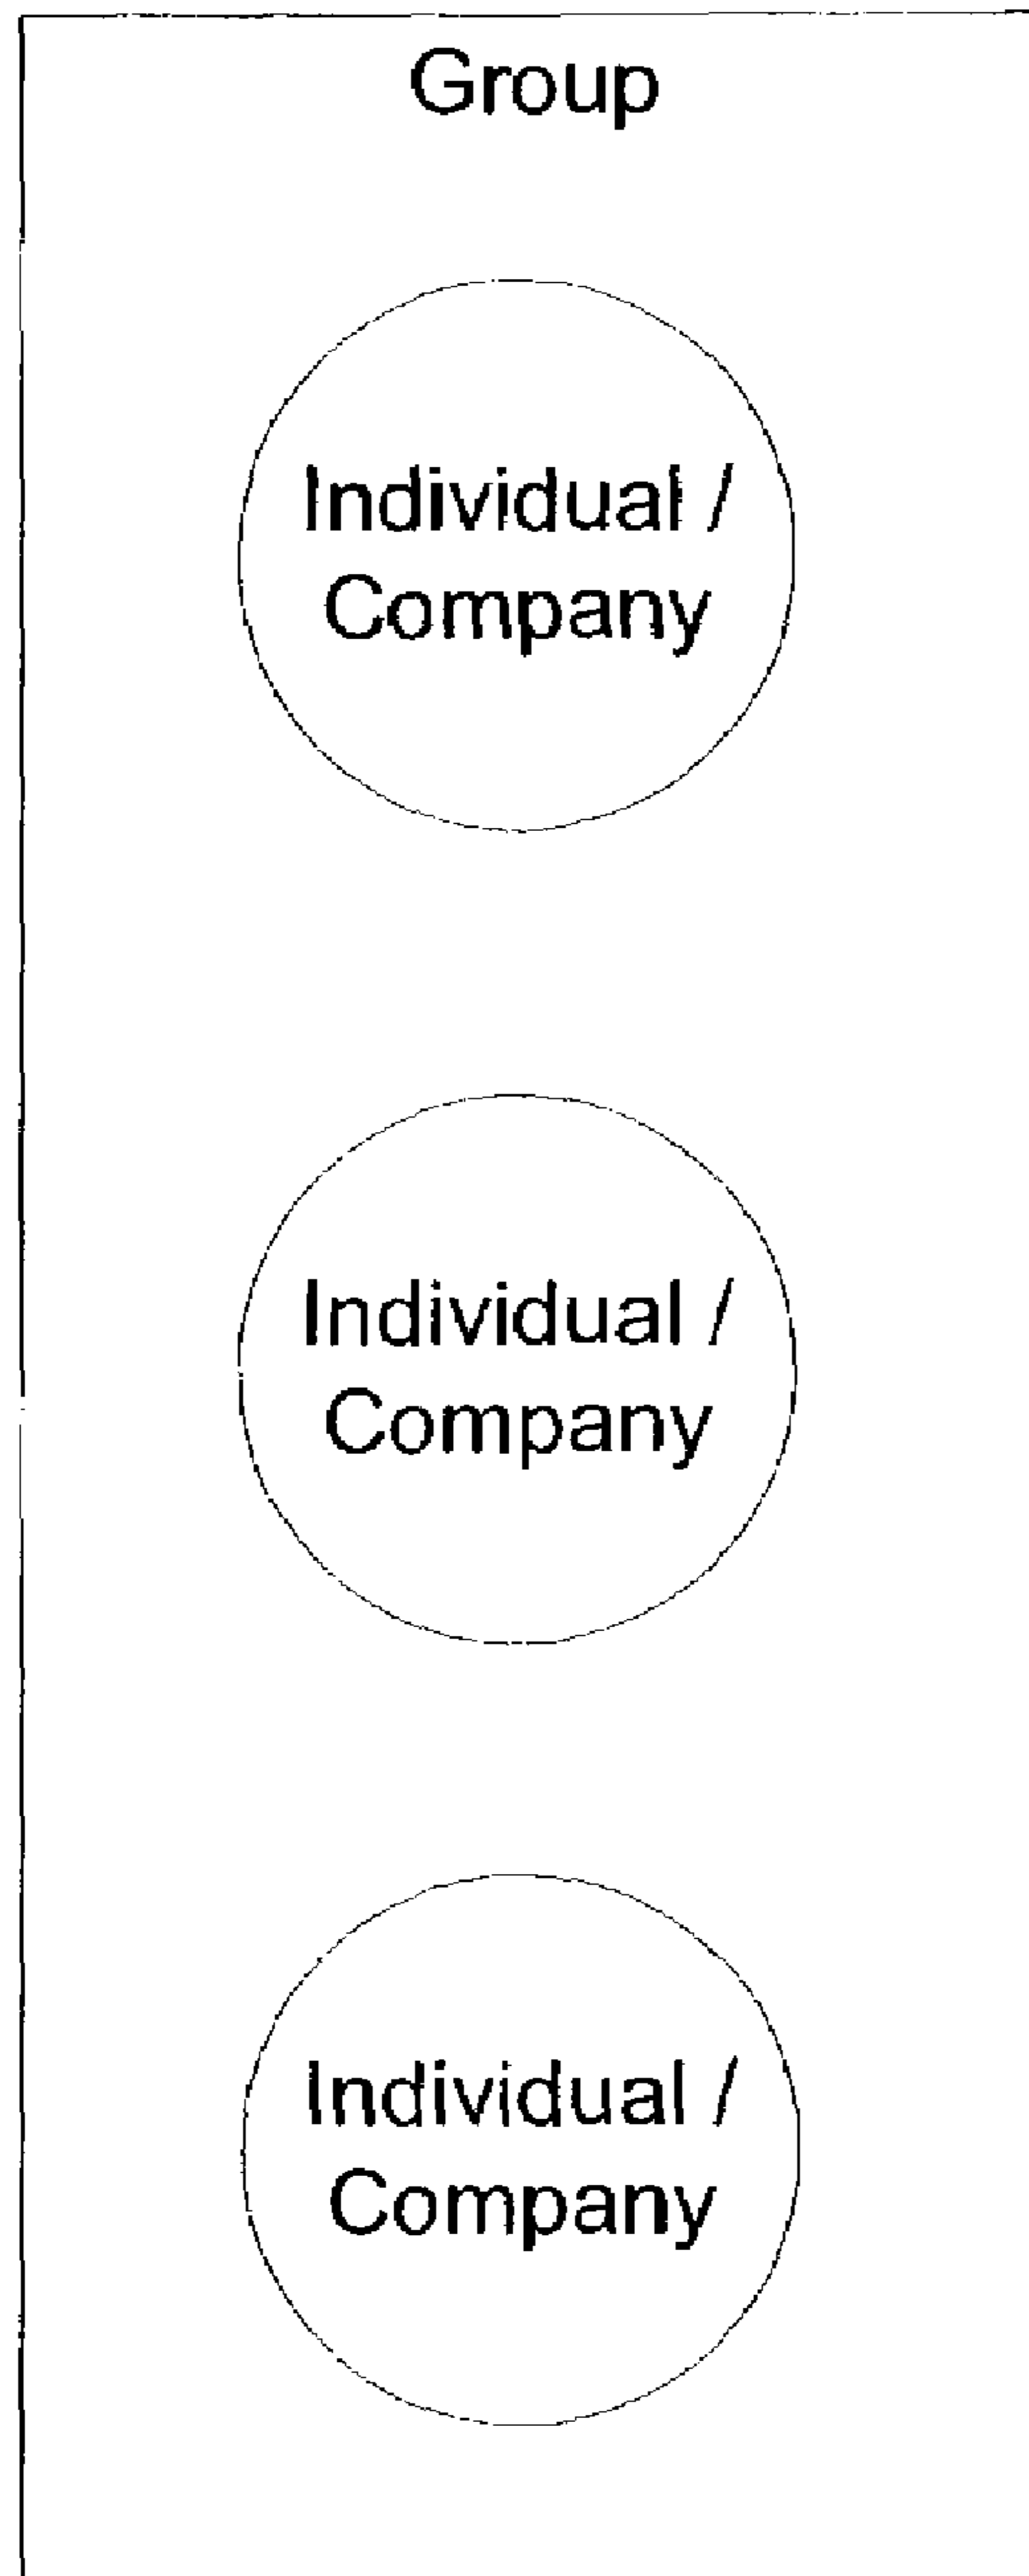 Group
Individual /
Company
Individual /
Company
Individual /
Company